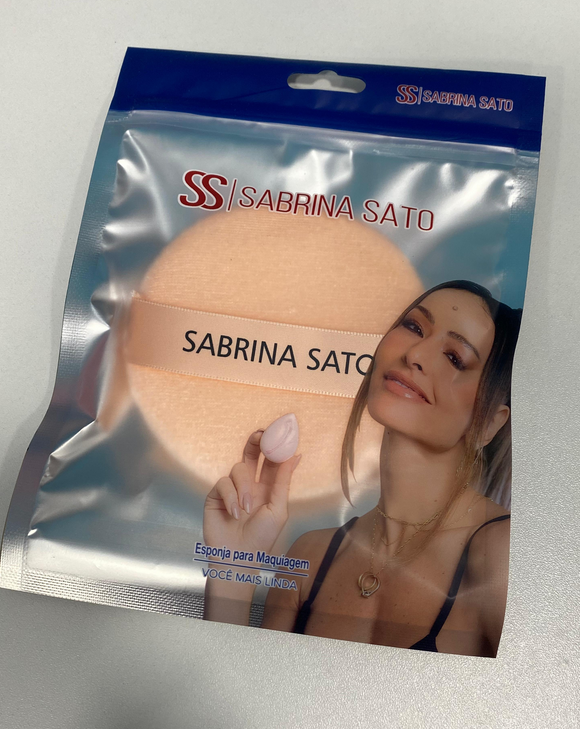 SS|SABRINA SATO
SS|SABRINA SATO
SABRINA SATO
Esponja para Maquiagem
VOCÊ MAIS LINDA